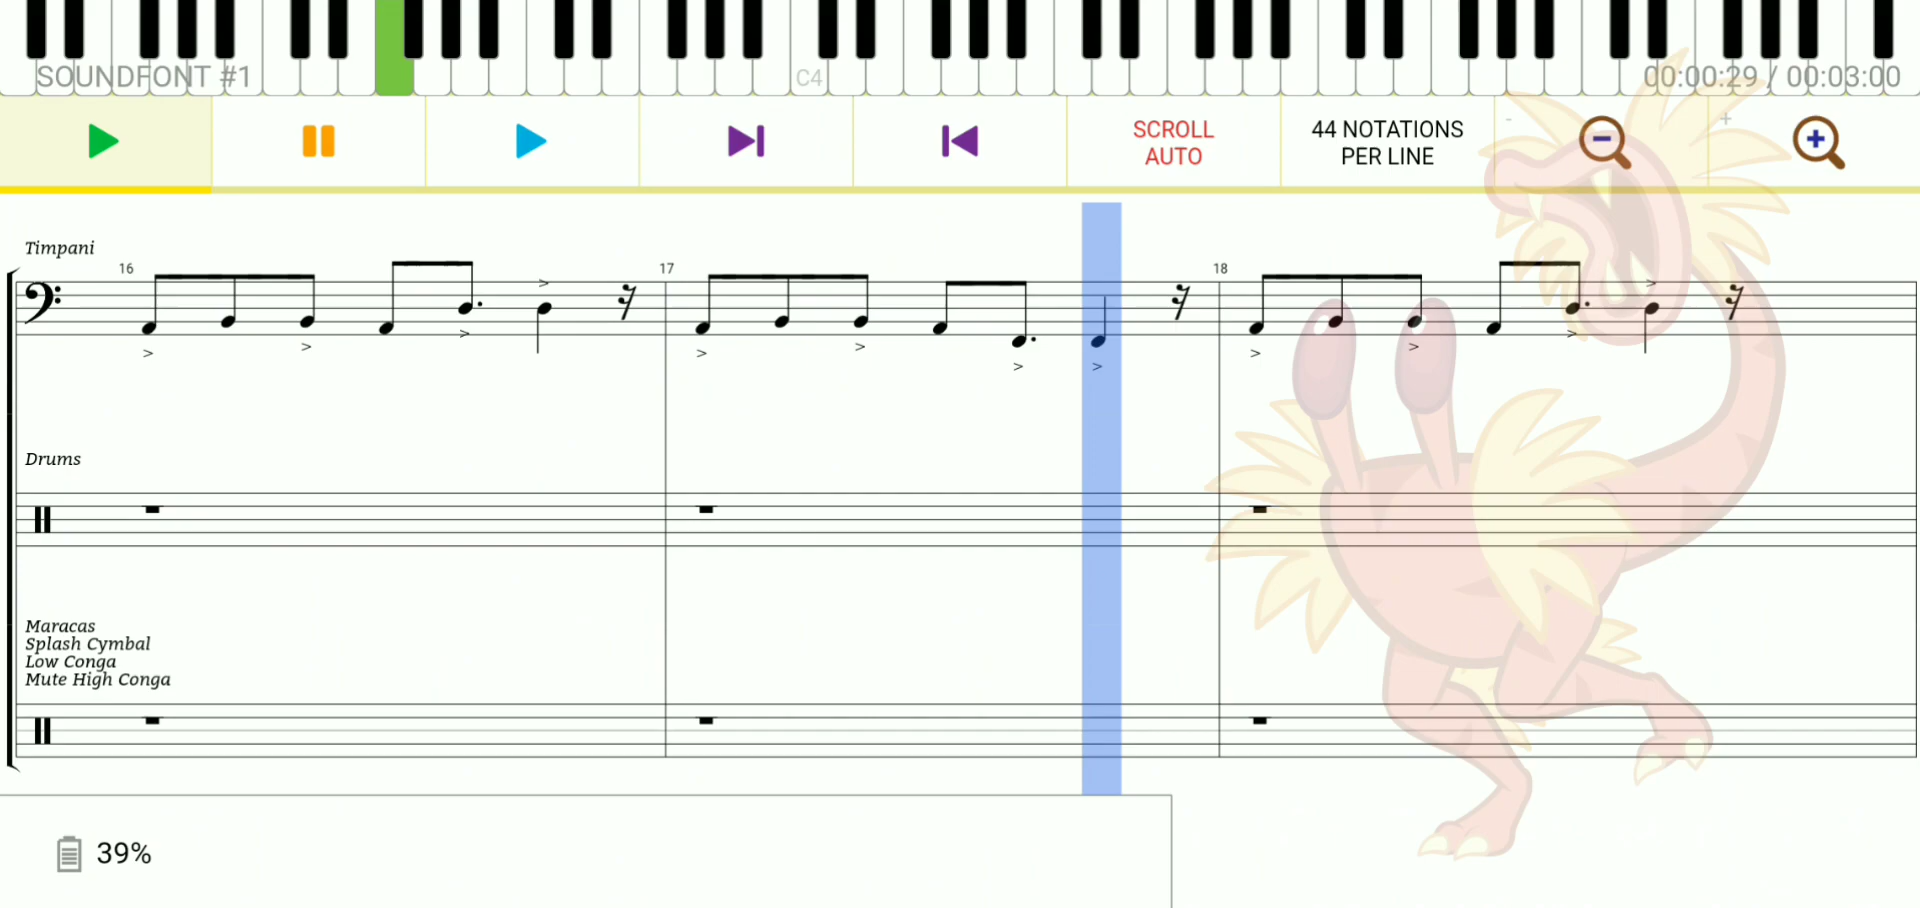 SOUNDFONT #1
C4
00:00:29 / 00:03:00
SCROLL
AUTO
44 NOTATIONS
PER LINE
-
+
Timpani
16
17
18
Drums
Maracas
Splash Cymbal
Low Conga
Mute High Conga
39%